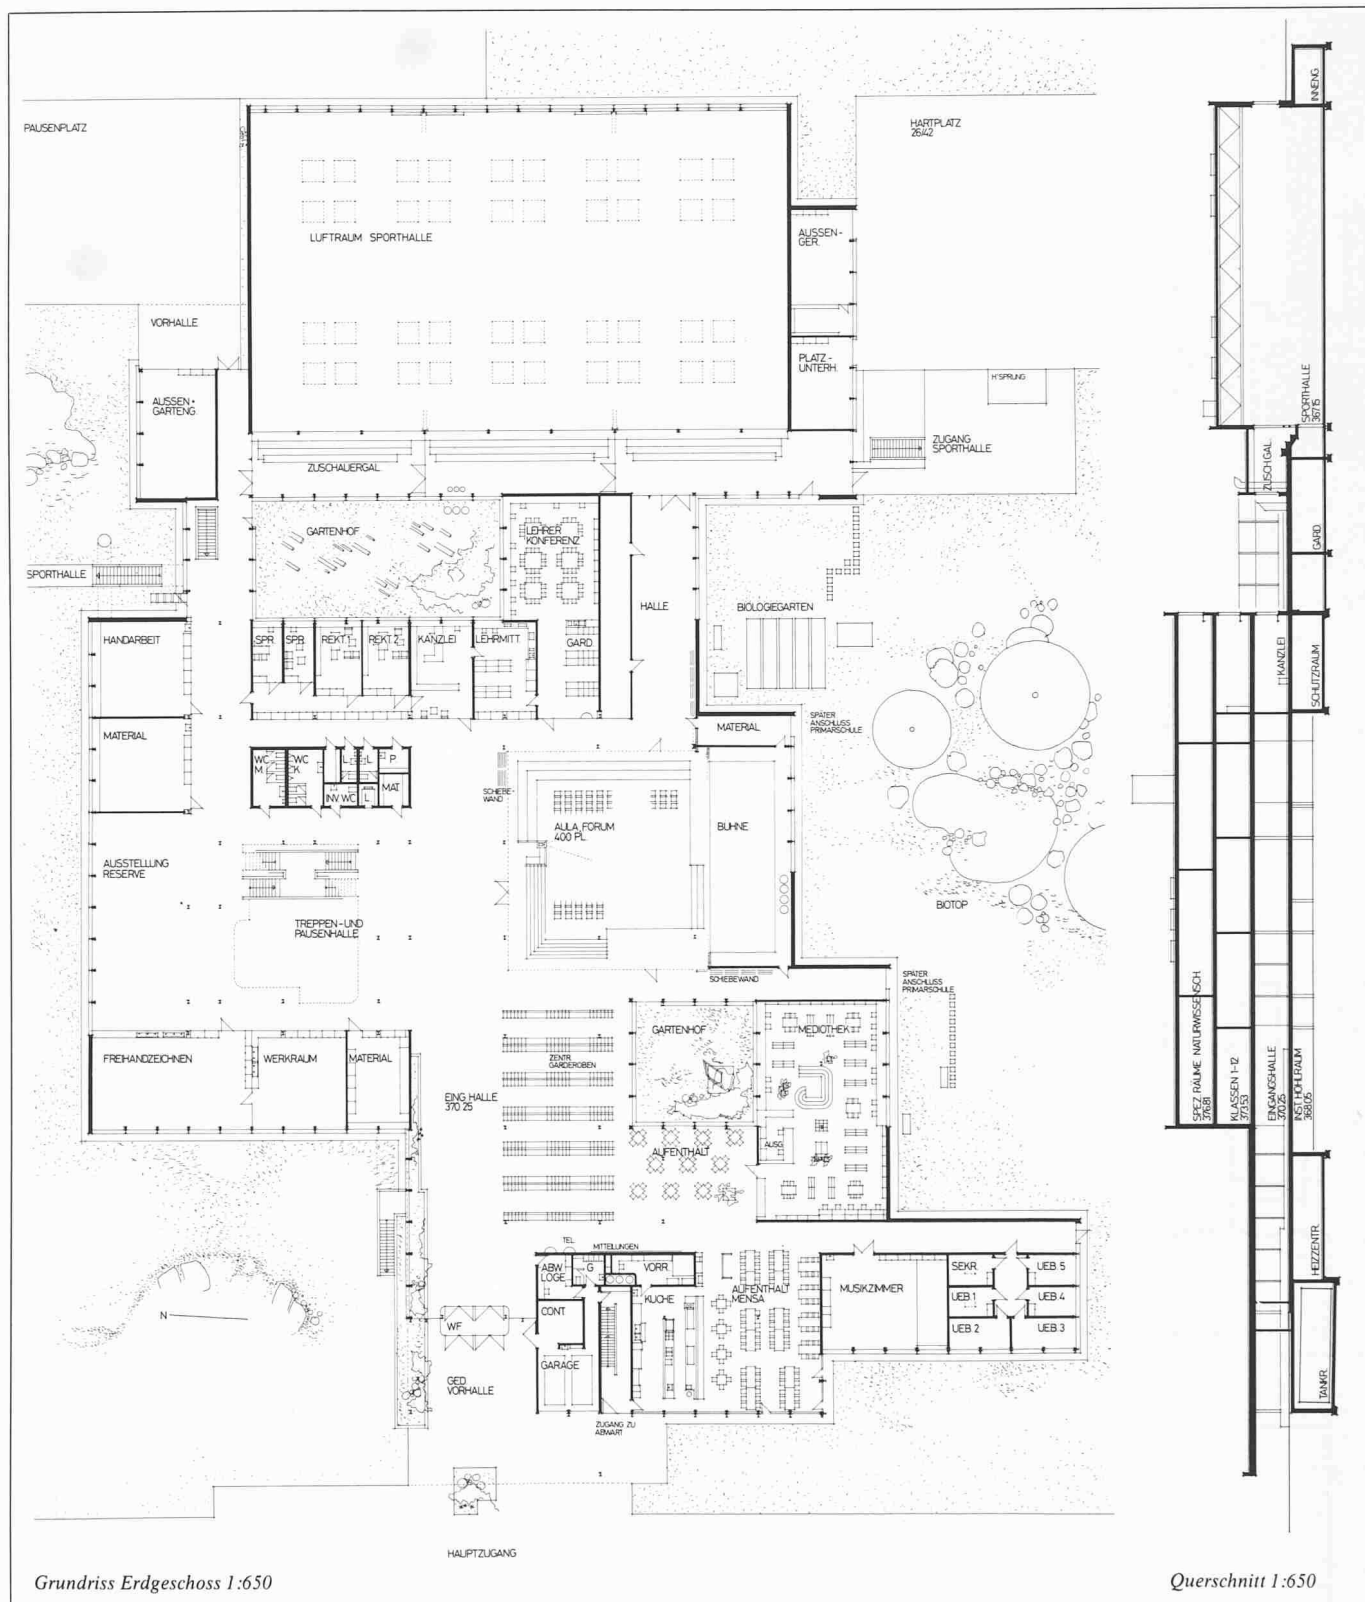 PAUSENPLATZ
HARTPLATZ
26/42
LUFTRAUM SPORTHALLE
AUSSEN-
GER.
VORHALLE
PLATZ-
UNTERH.
H'SPRUNG
AUSSEN+
GARTENG.
ZUGANG
SPORTHALLE
ZUSCHAUERGAL.
GARTENHOF
LEHRER
KONFERENZ
SPORTHALLE
HALLE
BIOLOGIEGARTEN
HANDARBEIT
SPR.
SPR.
REKT. 1
REKT. 2
KANZLEI
LEHRMITT.
GARD.
MATERIAL
MATERIAL
SPÄTER
ANSCHLUSS
PRIMARSCHULE
WC
M.
WC
K.
L.
L.
P.
INV. WC
L.
MAT.
SCHIEBE-
WAND
AULA, FORUM
400 PL.
BÜHNE
AUSSTELLUNG
RESERVE
TREPPEN- UND
PAUSENHALLE
BIOTOP
SCHIEBEWAND
SPÄTER
ANSCHLUSS
PRIMARSCHULE
FREIHANDZEICHNEN
WERKRAUM
MATERIAL
ZENTR.
GARDEROBEN
GARTENHOF
MEDIOTHEK
EING. HALLE
370.25
AUFENTHALT
AUSG.
TEL.
MITTEILUNGEN
ABW.
LOGE
G.
VORR.
KÜCHE
AUFENTHALT
MENSA
MUSIKZIMMER
SEKR.
UEB. 5
UEB. 1
UEB. 4
UEB. 2
UEB. 3
N
WF
CONT.
GARAGE
GED.
VORHALLE
ZUGANG ZU
ABWART
HAUPTZUGANG
INNENG.
SPORTHALLE
367.15
ZUSCH.GAL.
GARD.
KANZLEI
SCHUTZRAUM
SPEZ. RÄUME NATURWISSENSCH.
376.81
KLASSEN 1-12
373.53
EINGANGSHALLE
370.25
INST. HOHLRAUM
368.05
HEIZZENTR.
TANKR.
Grundriss Erdgeschoss 1:650
Querschnitt 1:650